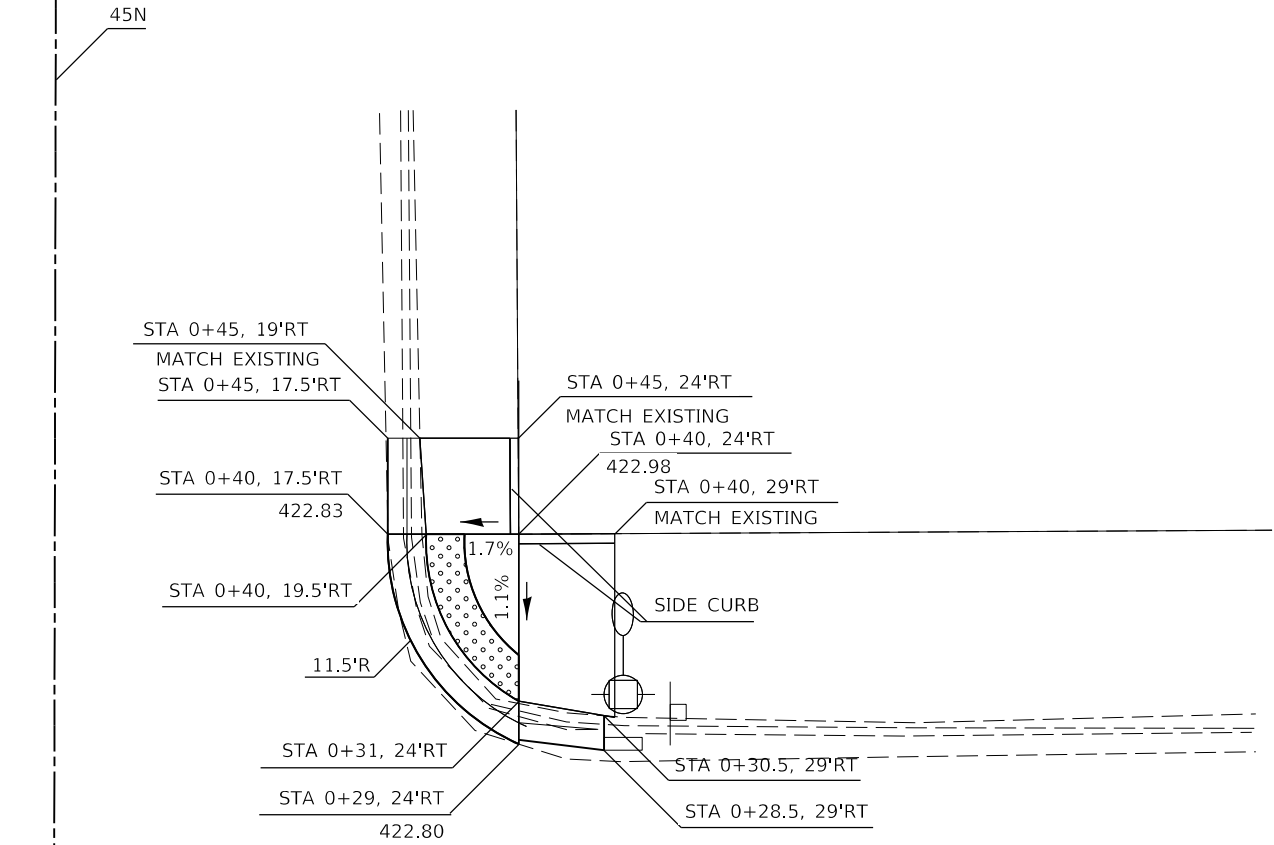 45N
STA 0+45, 19'RT
MATCH EXISTING
STA 0+45, 17.5'RT
STA 0+45, 24'RT
MATCH EXISTING
STA 0+40, 24'RT
422.98
STA 0+40, 17.5'RT
422.83
STA 0+40, 29'RT
MATCH EXISTING
1.7%
1.1%
STA 0+40, 19.5'RT
SIDE CURB
11.5'R
STA 0+31, 24'RT
STA 0+30.5, 29'RT
STA 0+29, 24'RT
422.80
STA 0+28.5, 29'RT